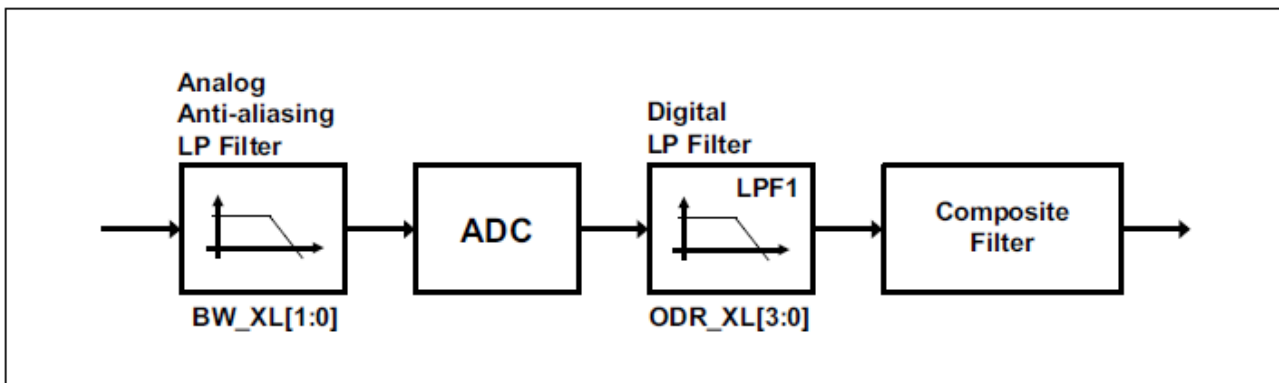 Analog
Anti-aliasing
LP Filter
BW_XL[1:0]
ADC
Digital
LP Filter
LPF1
ODR_XL[3:0]
Composite
Filter